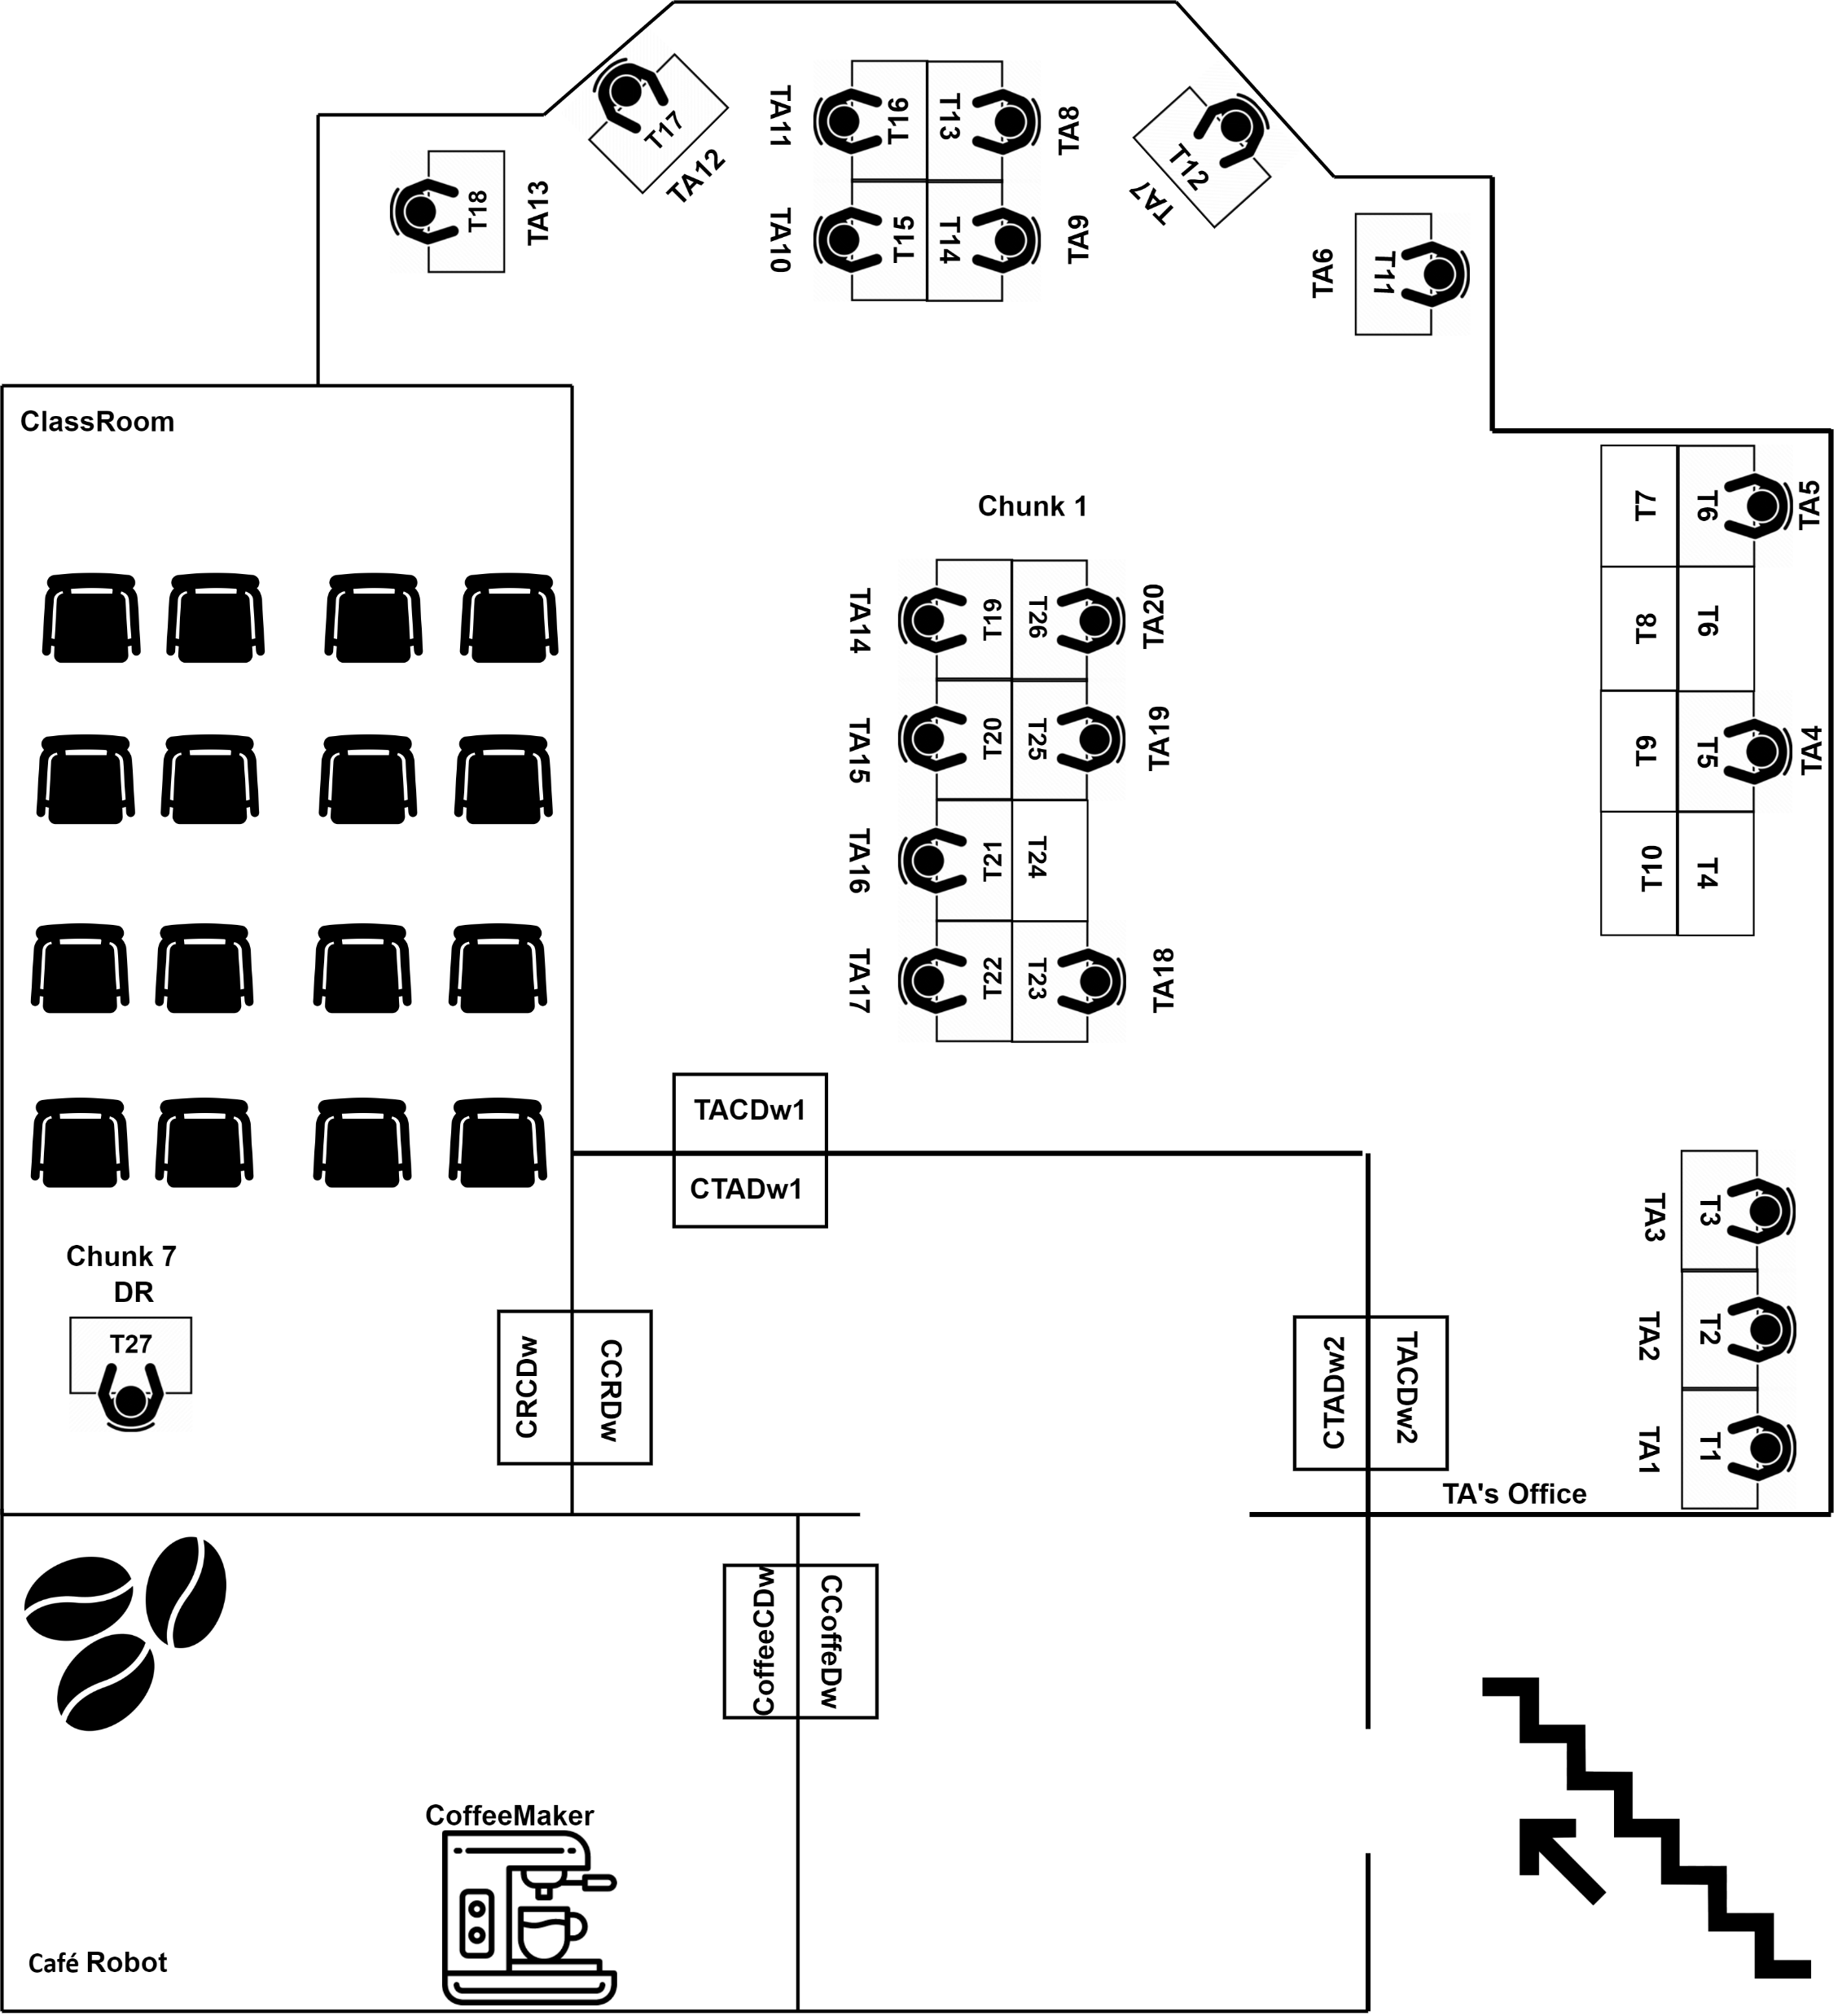 T17
TA12
TA11
T16
T13
TA8
T12
TA7
T18
TA13
TA10
T15
T14
TA9
TA6
T11
ClassRoom
Chunk 1
T7
T6
TA5
TA14
T19
T26
TA20
T8
T6
TA15
T20
T25
TA19
T9
T5
TA4
TA16
T21
T24
T10
T4
TA17
T22
T23
TA18
TACDw1
CTADw1
TA3
T3
Chunk 7
DR
T27
TA2
T2
CRCDw
CCRDw
CTADw2
TACDw2
TA1
T1
TA's Office
CoffeeCDw
CCoffeDw
CoffeeMaker
Café Robot